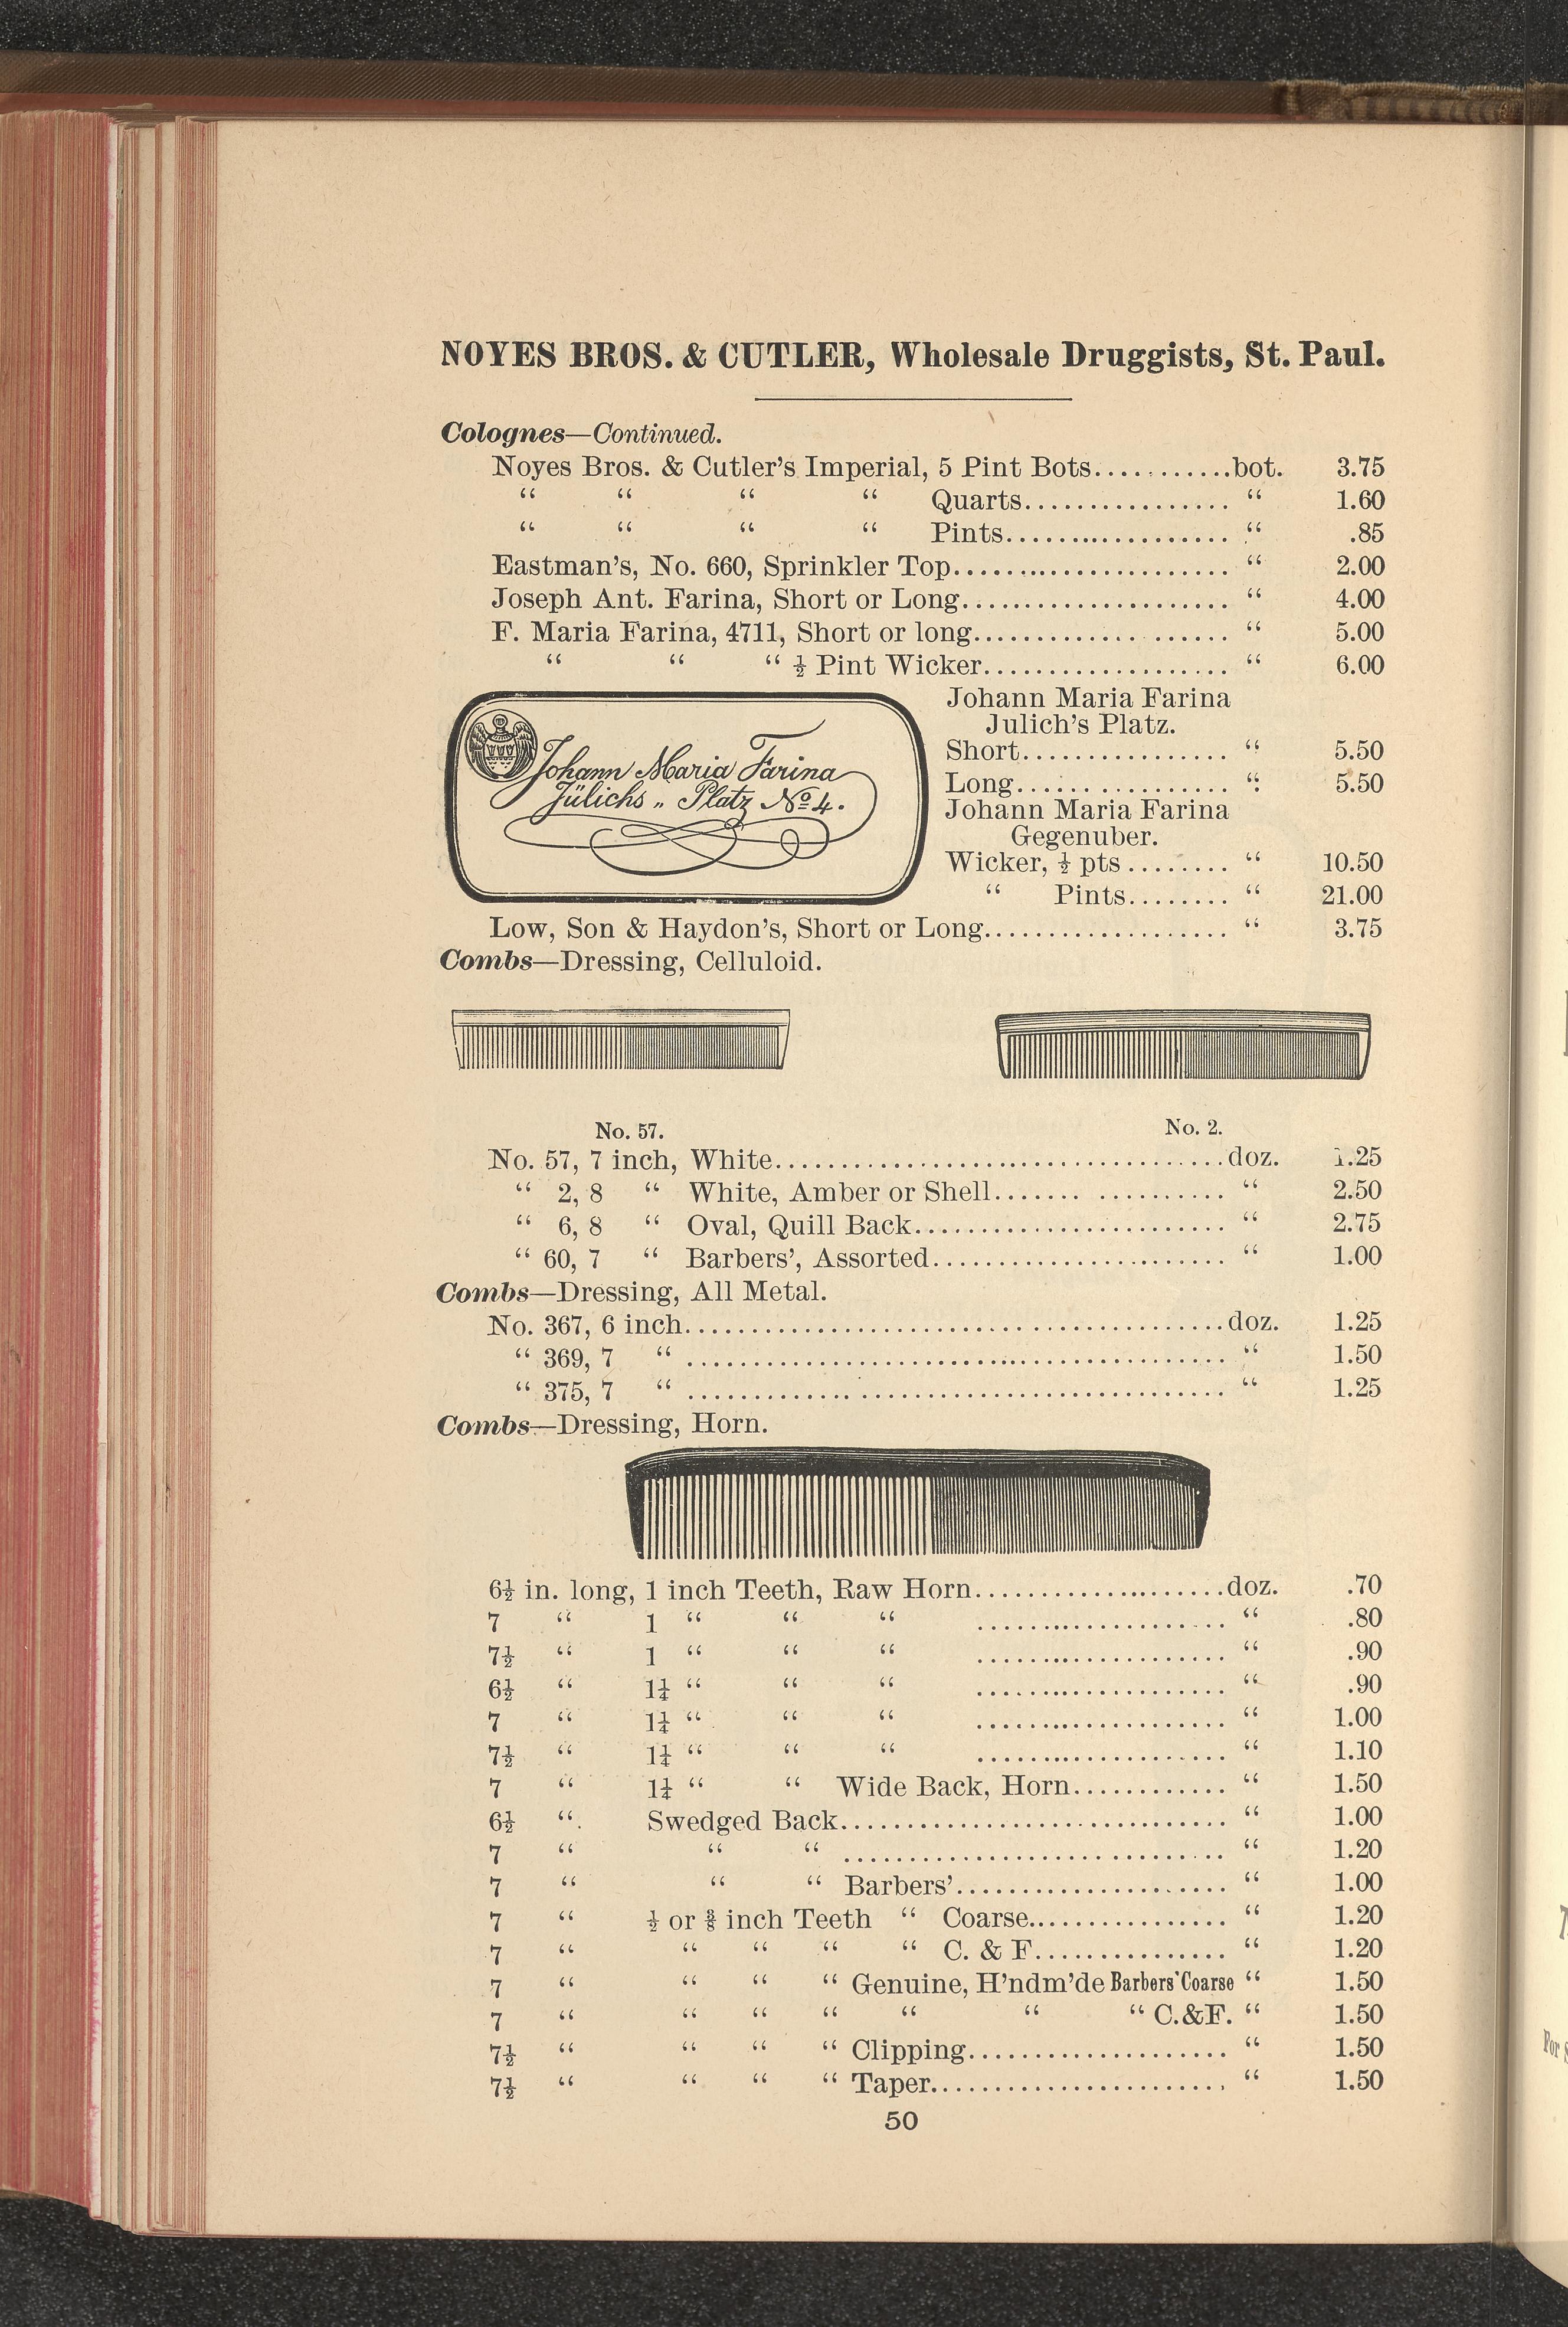 NOYES BROS. & CUTLER, Wholesale Druggists, St. Paul.
Colognes—Continued.
Noyes Bros. & Cutler's Imperial, 5 Pint Bots...........bot. 3.75
“ “ “ “ Quarts................ “ 1.60
“ “ “ “ Pints.................. “ .85
Eastman's, No. 660, Sprinkler Top...................... “ 2.00
Joseph Ant. Farina, Short or Long..................... “ 4.00
F. Maria Farina, 4711, Short or long.................... “ 5.00
“ “ “ ½ Pint Wicker................... “ 6.00
Johann Maria Farina
Jülichs „ Platz No 4.
Johann Maria Farina
Julich's Platz.
Short................ “ 5.50
Long................. “ 5.50
Johann Maria Farina
Gegenuber.
Wicker, ½ pts........ “ 10.50
“ Pints........ “ 21.00
Low, Son & Haydon's, Short or Long................... “ 3.75
Combs—Dressing, Celluloid.
No. 57. No. 2.
No. 57, 7 inch, White..................................doz. 1.25
“ 2, 8 “ White, Amber or Shell....... .......... “ 2.50
“ 6, 8 “ Oval, Quill Back........................ “ 2.75
“ 60, 7 “ Barbers', Assorted....................... “ 1.00
Combs—Dressing, All Metal.
No. 367, 6 inch.........................................doz. 1.25
“ 369, 7 “ ......................................... “ 1.50
“ 375, 7 “ ......................................... “ 1.25
Combs—Dressing, Horn.
6½ in. long, 1 inch Teeth, Raw Horn...................doz. .70
7 “ 1 “ “ “ ................... “ .80
7½ “ 1 “ “ “ ................... “ .90
6½ “ 1¼ “ “ “ ................... “ .90
7 “ 1¼ “ “ “ ................... “ 1.00
7½ “ 1¼ “ “ “ ................... “ 1.10
7 “ 1¼ “ “ Wide Back, Horn............ “ 1.50
6½ “ Swedged Back.............................. “ 1.00
7 “ “ “ .............................. “ 1.20
7 “ “ “ Barbers'..................... “ 1.00
7 “ ½ or ⅜ inch Teeth “ Coarse................ “ 1.20
7 “ “ “ “ “ C. & F............... “ 1.20
7 “ “ “ “ Genuine, H'ndm'de Barbers' Coarse “ 1.50
7 “ “ “ “ “ “ “ C.&F. “ 1.50
7½ “ “ “ “ Clipping.................... “ 1.50
7½ “ “ “ “ Taper....................... “ 1.50
50